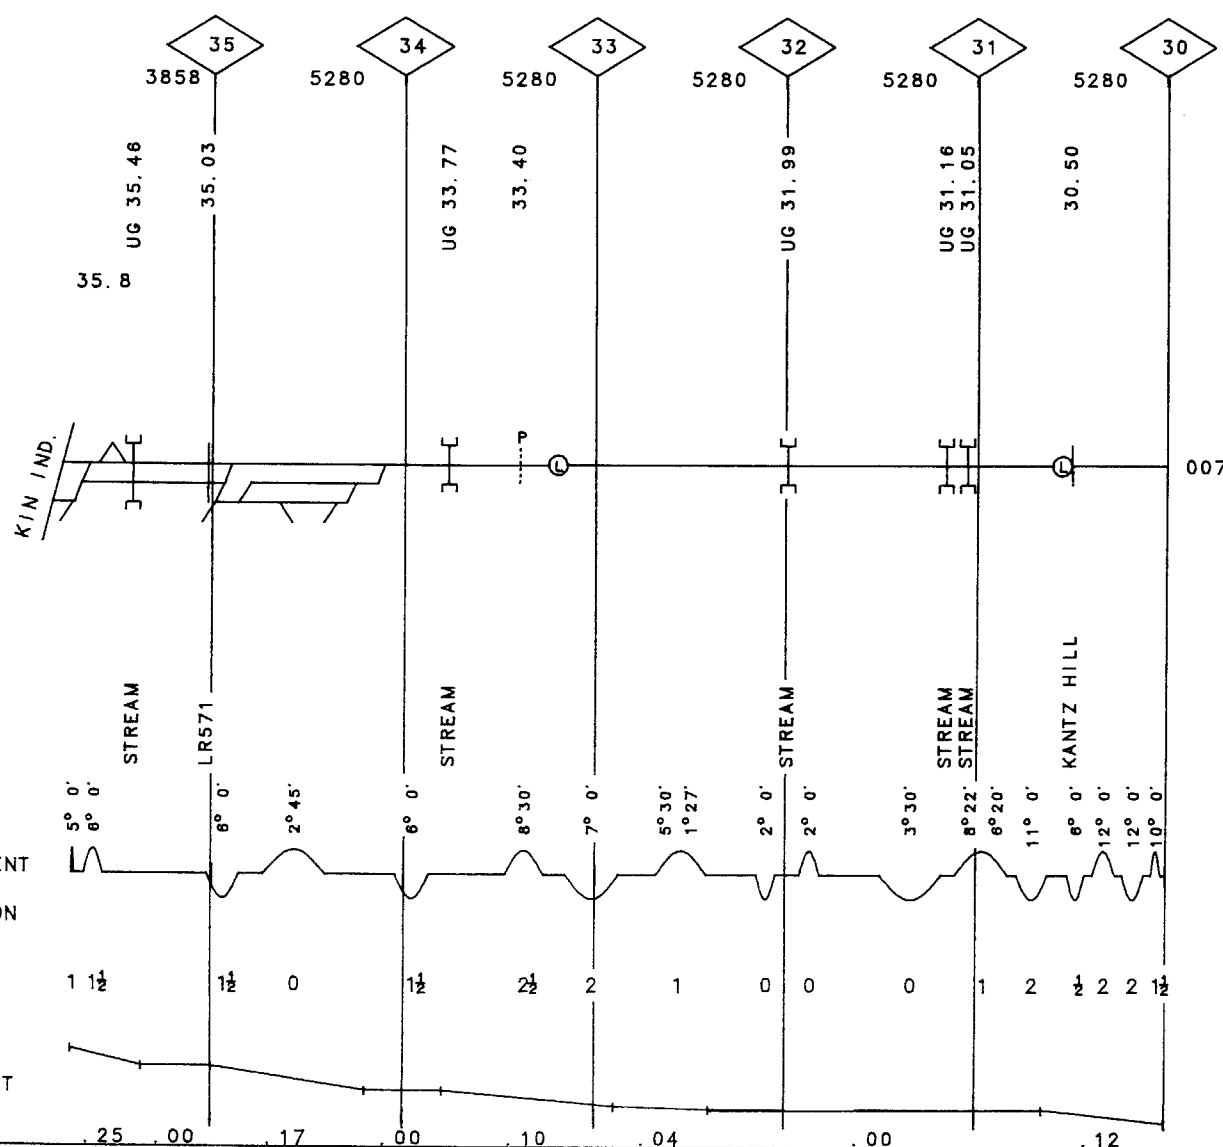 35 34 33 32 31 30
3858 5280 5280 5280 5280 5280
UG 35.46
35.03
UG 33.77
33.40
UG 31.99
UG 31.16
UG 31.05
30.50
35.8
KIN IND.
P
L
L
007
STREAM
LR571
STREAM
STREAM
STREAM
STREAM
KANTZ HILL
5° 0'
6° 0'
6° 0'
2° 45'
6° 0'
8° 30'
7° 0'
5° 30'
1° 27'
2° 0'
2° 0'
3° 30'
8° 22'
6° 20'
11° 0'
6° 0'
12° 0'
12° 0'
10° 0'
ENT
ON
1 1½ 1½ 0 1½ 2½ 2 1 0 0 0 1 2 ½ 2 2 1½
T
.25 .00 .17 .00 .10 .04 .00 .12